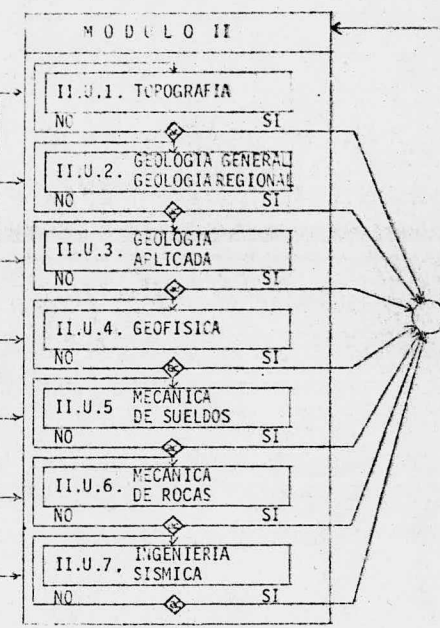 MODULO II
II.U.1. TOPOGRAFIA
NO SI
II.U.2. GEOLOGIA GENERAL
GEOLOGIA REGIONAL
NO SI
II.U.3. GEOLOGIA
APLICADA
NO SI
II.U.4. GEOFISICA
NO SI
II.U.5 MECANICA
DE SUELDOS
NO SI
II.U.6. MECANICA
DE ROCAS
NO SI
II.U.7. INGENIERIA
SISMICA
NO SI